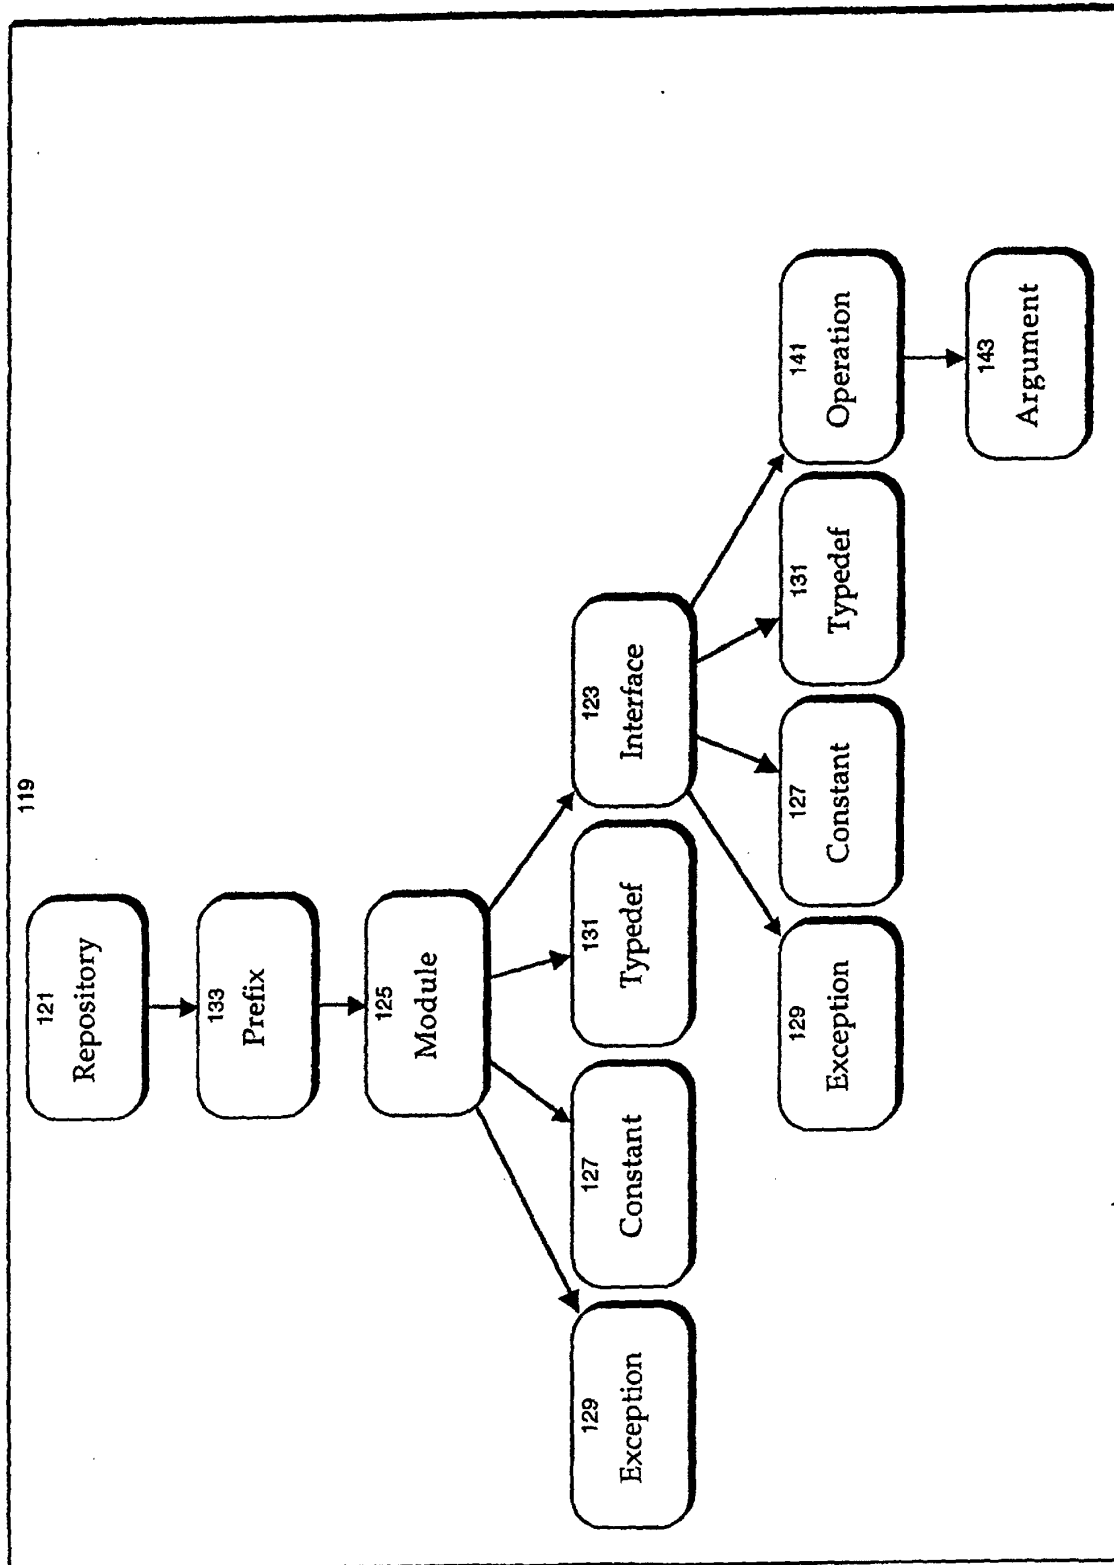 119
121
Repository
133
Prefix
125
Module
129
Exception
127
Constant
131
Typedef
123
Interface
129
Exception
127
Constant
131
Typedef
141
Operation
143
Argument